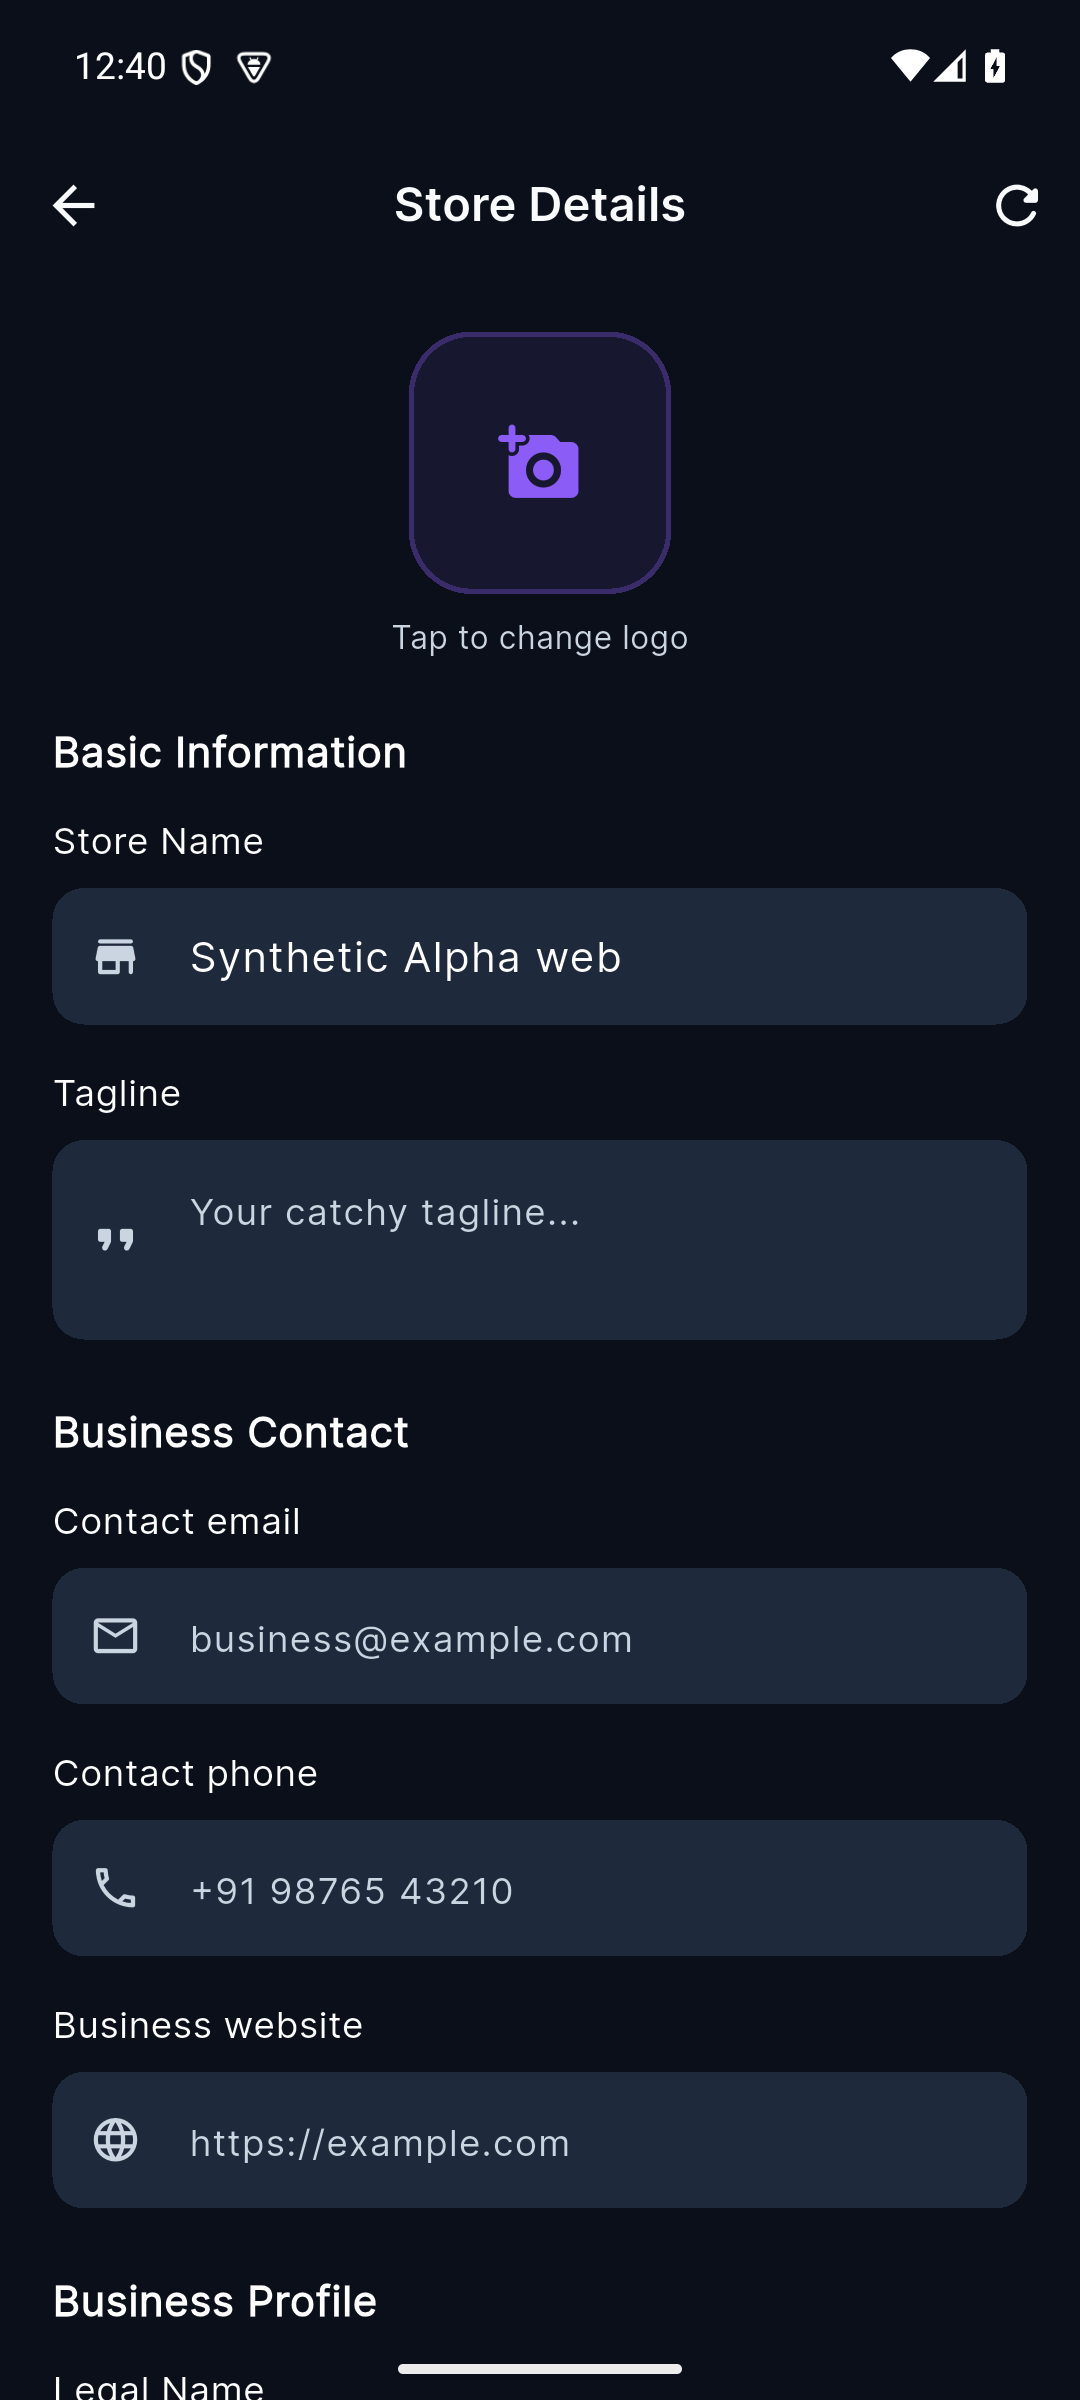 12:40
Store Details
Tap to change logo
Basic Information
Store Name
Synthetic Alpha web
Tagline
Your catchy tagline...
Business Contact
Contact email
business@example.com
Contact phone
+91 98765 43210
Business website
https://example.com
Business Profile
Legal Name